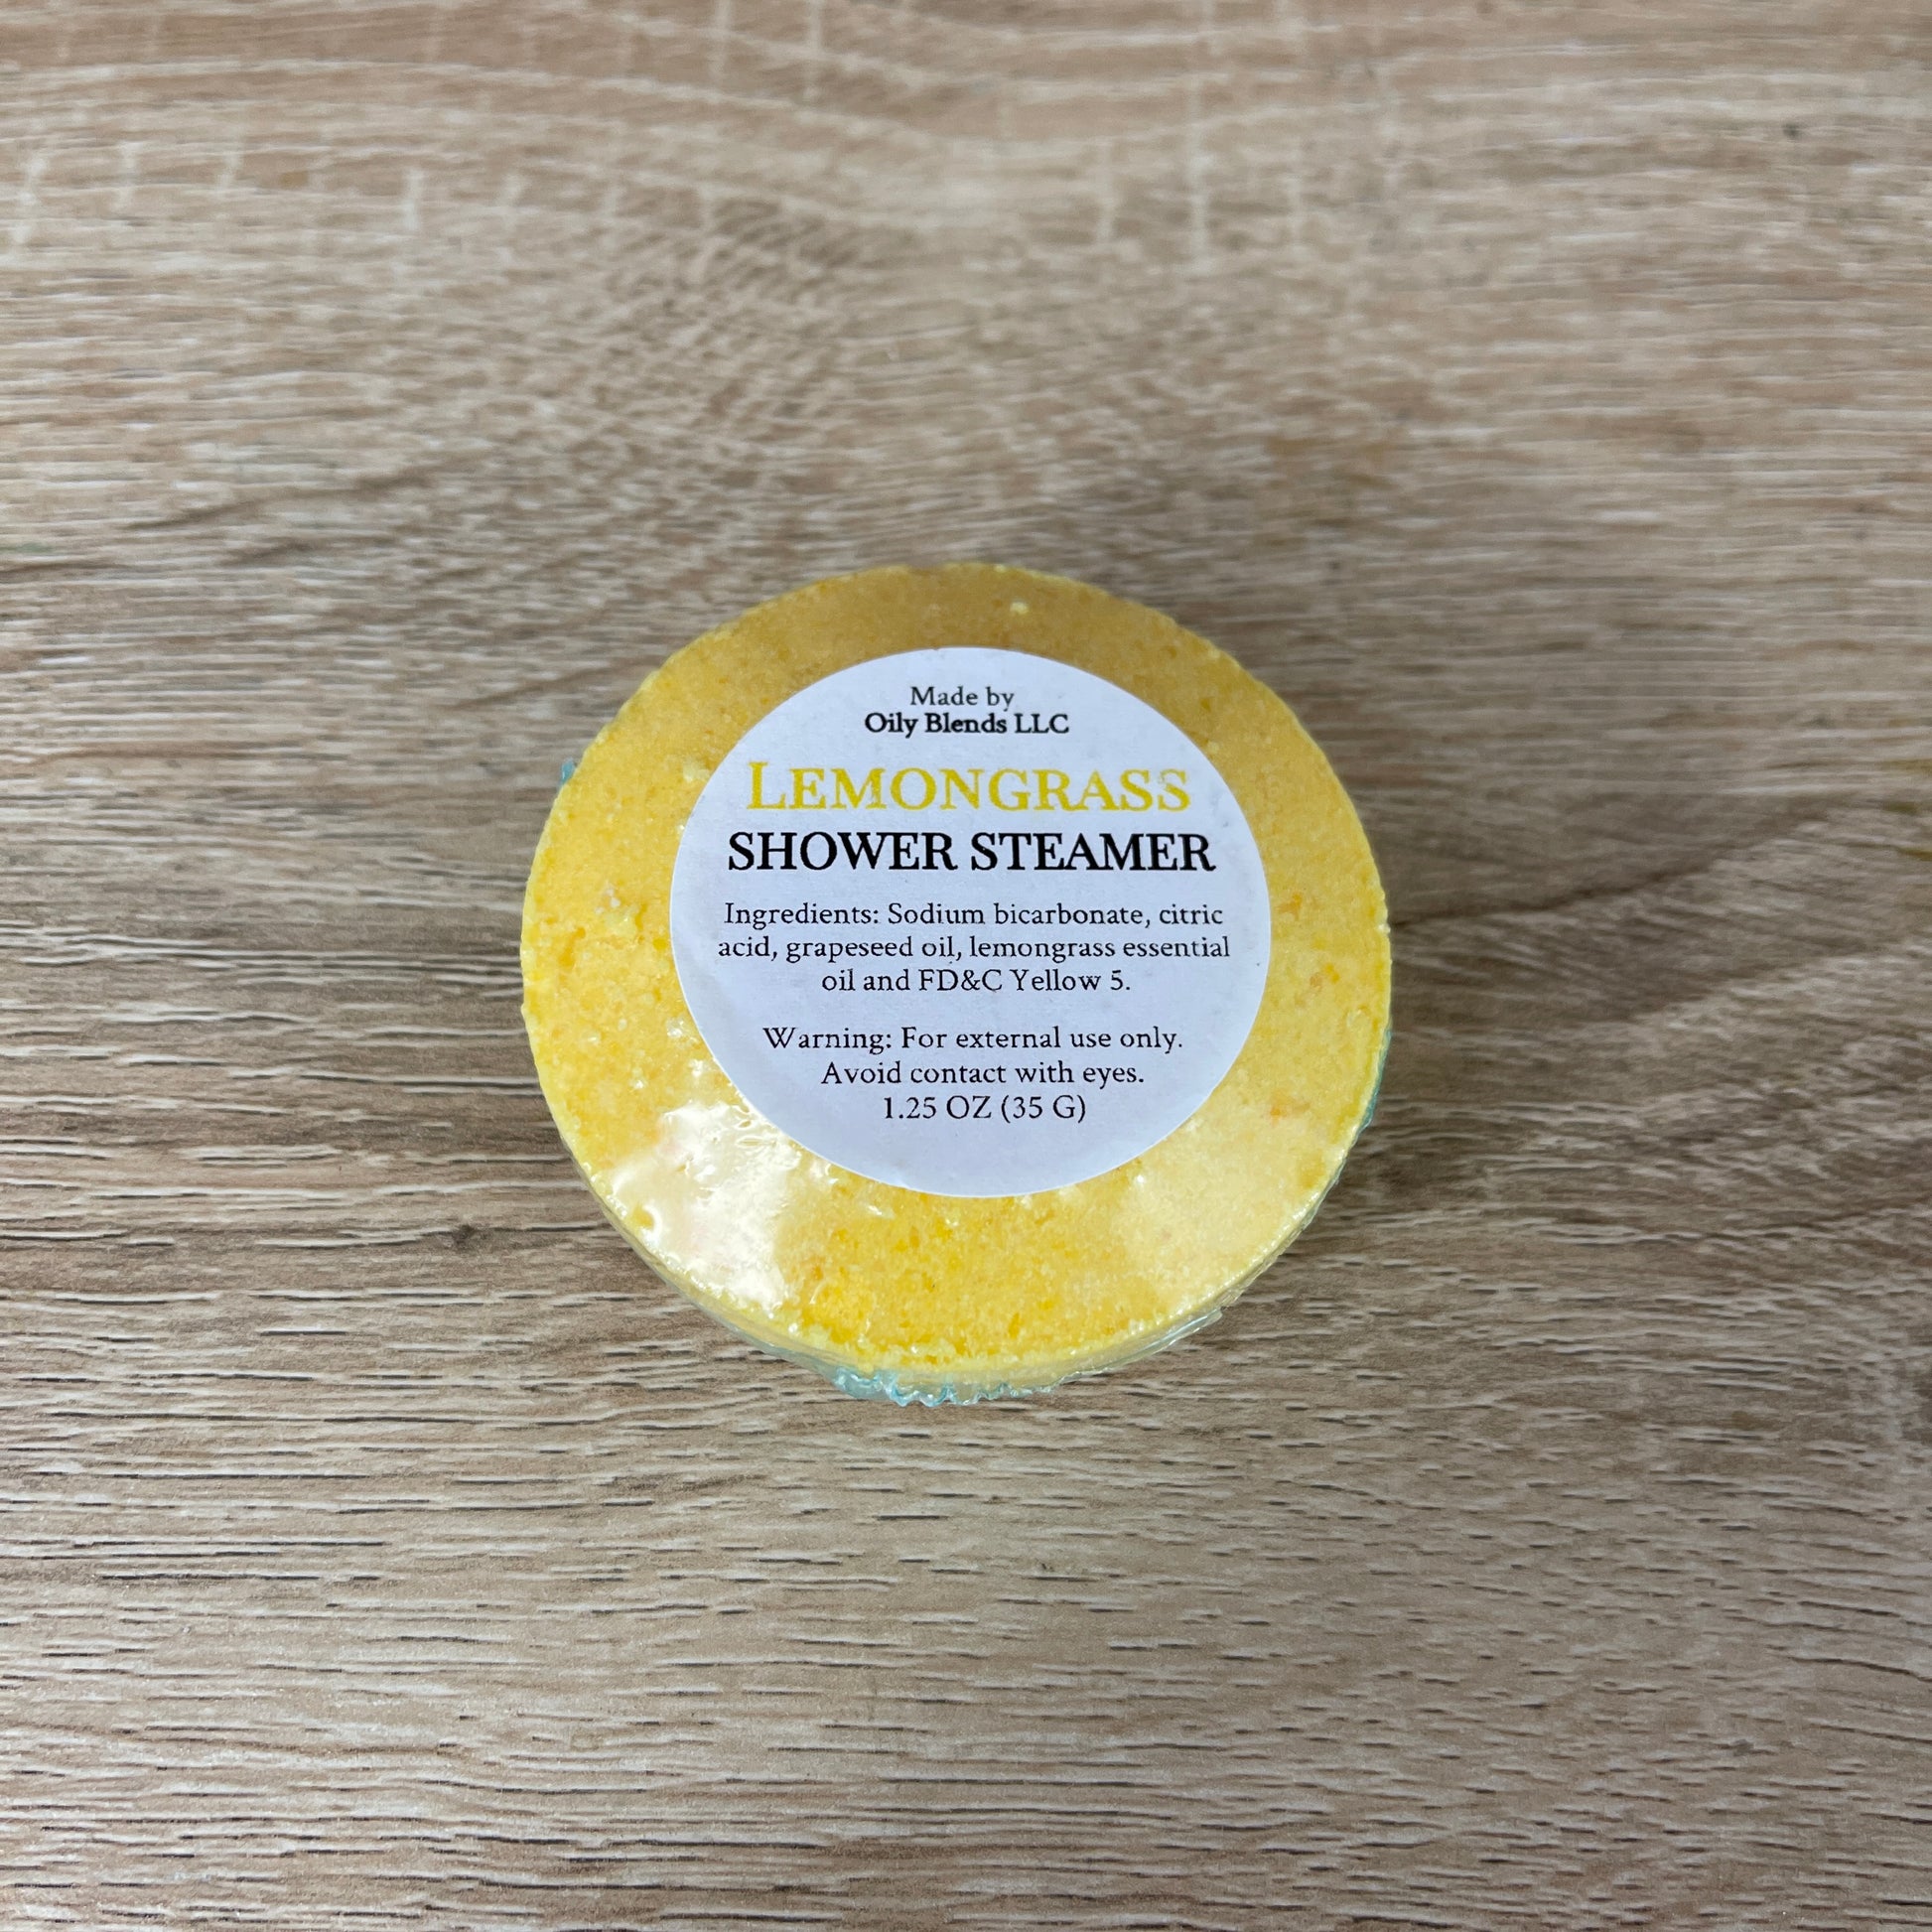 Made by
Oily Blends LLC
LEMONGRASS
SHOWER STEAMER
Ingredients: Sodium bicarbonate, citric
acid, grapeseed oil, lemongrass essential
oil and FD&C Yellow 5.
Warning: For external use only.
Avoid contact with eyes.
1.25 OZ (35 G)